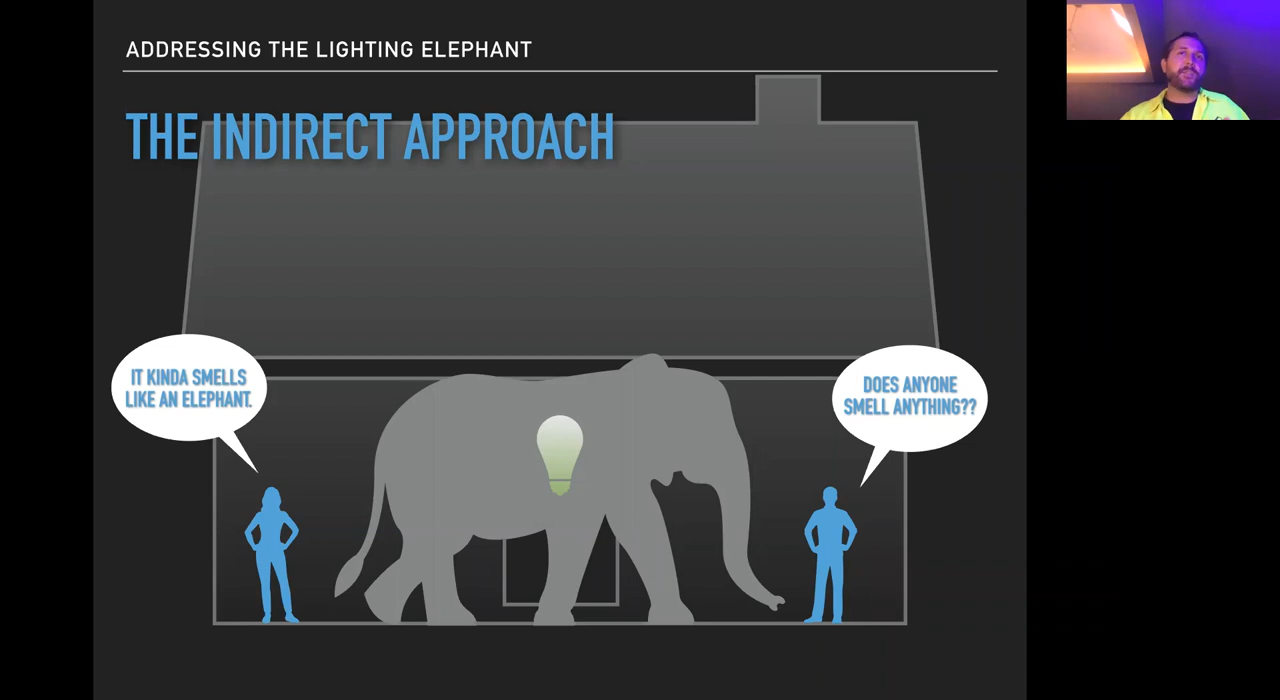 ADDRESSING THE LIGHTING ELEPHANT
THE INDIRECT APPROACH
IT KINDA SMELLS
LIKE AN ELEPHANT.
DOES ANYONE
SMELL ANYTHING??